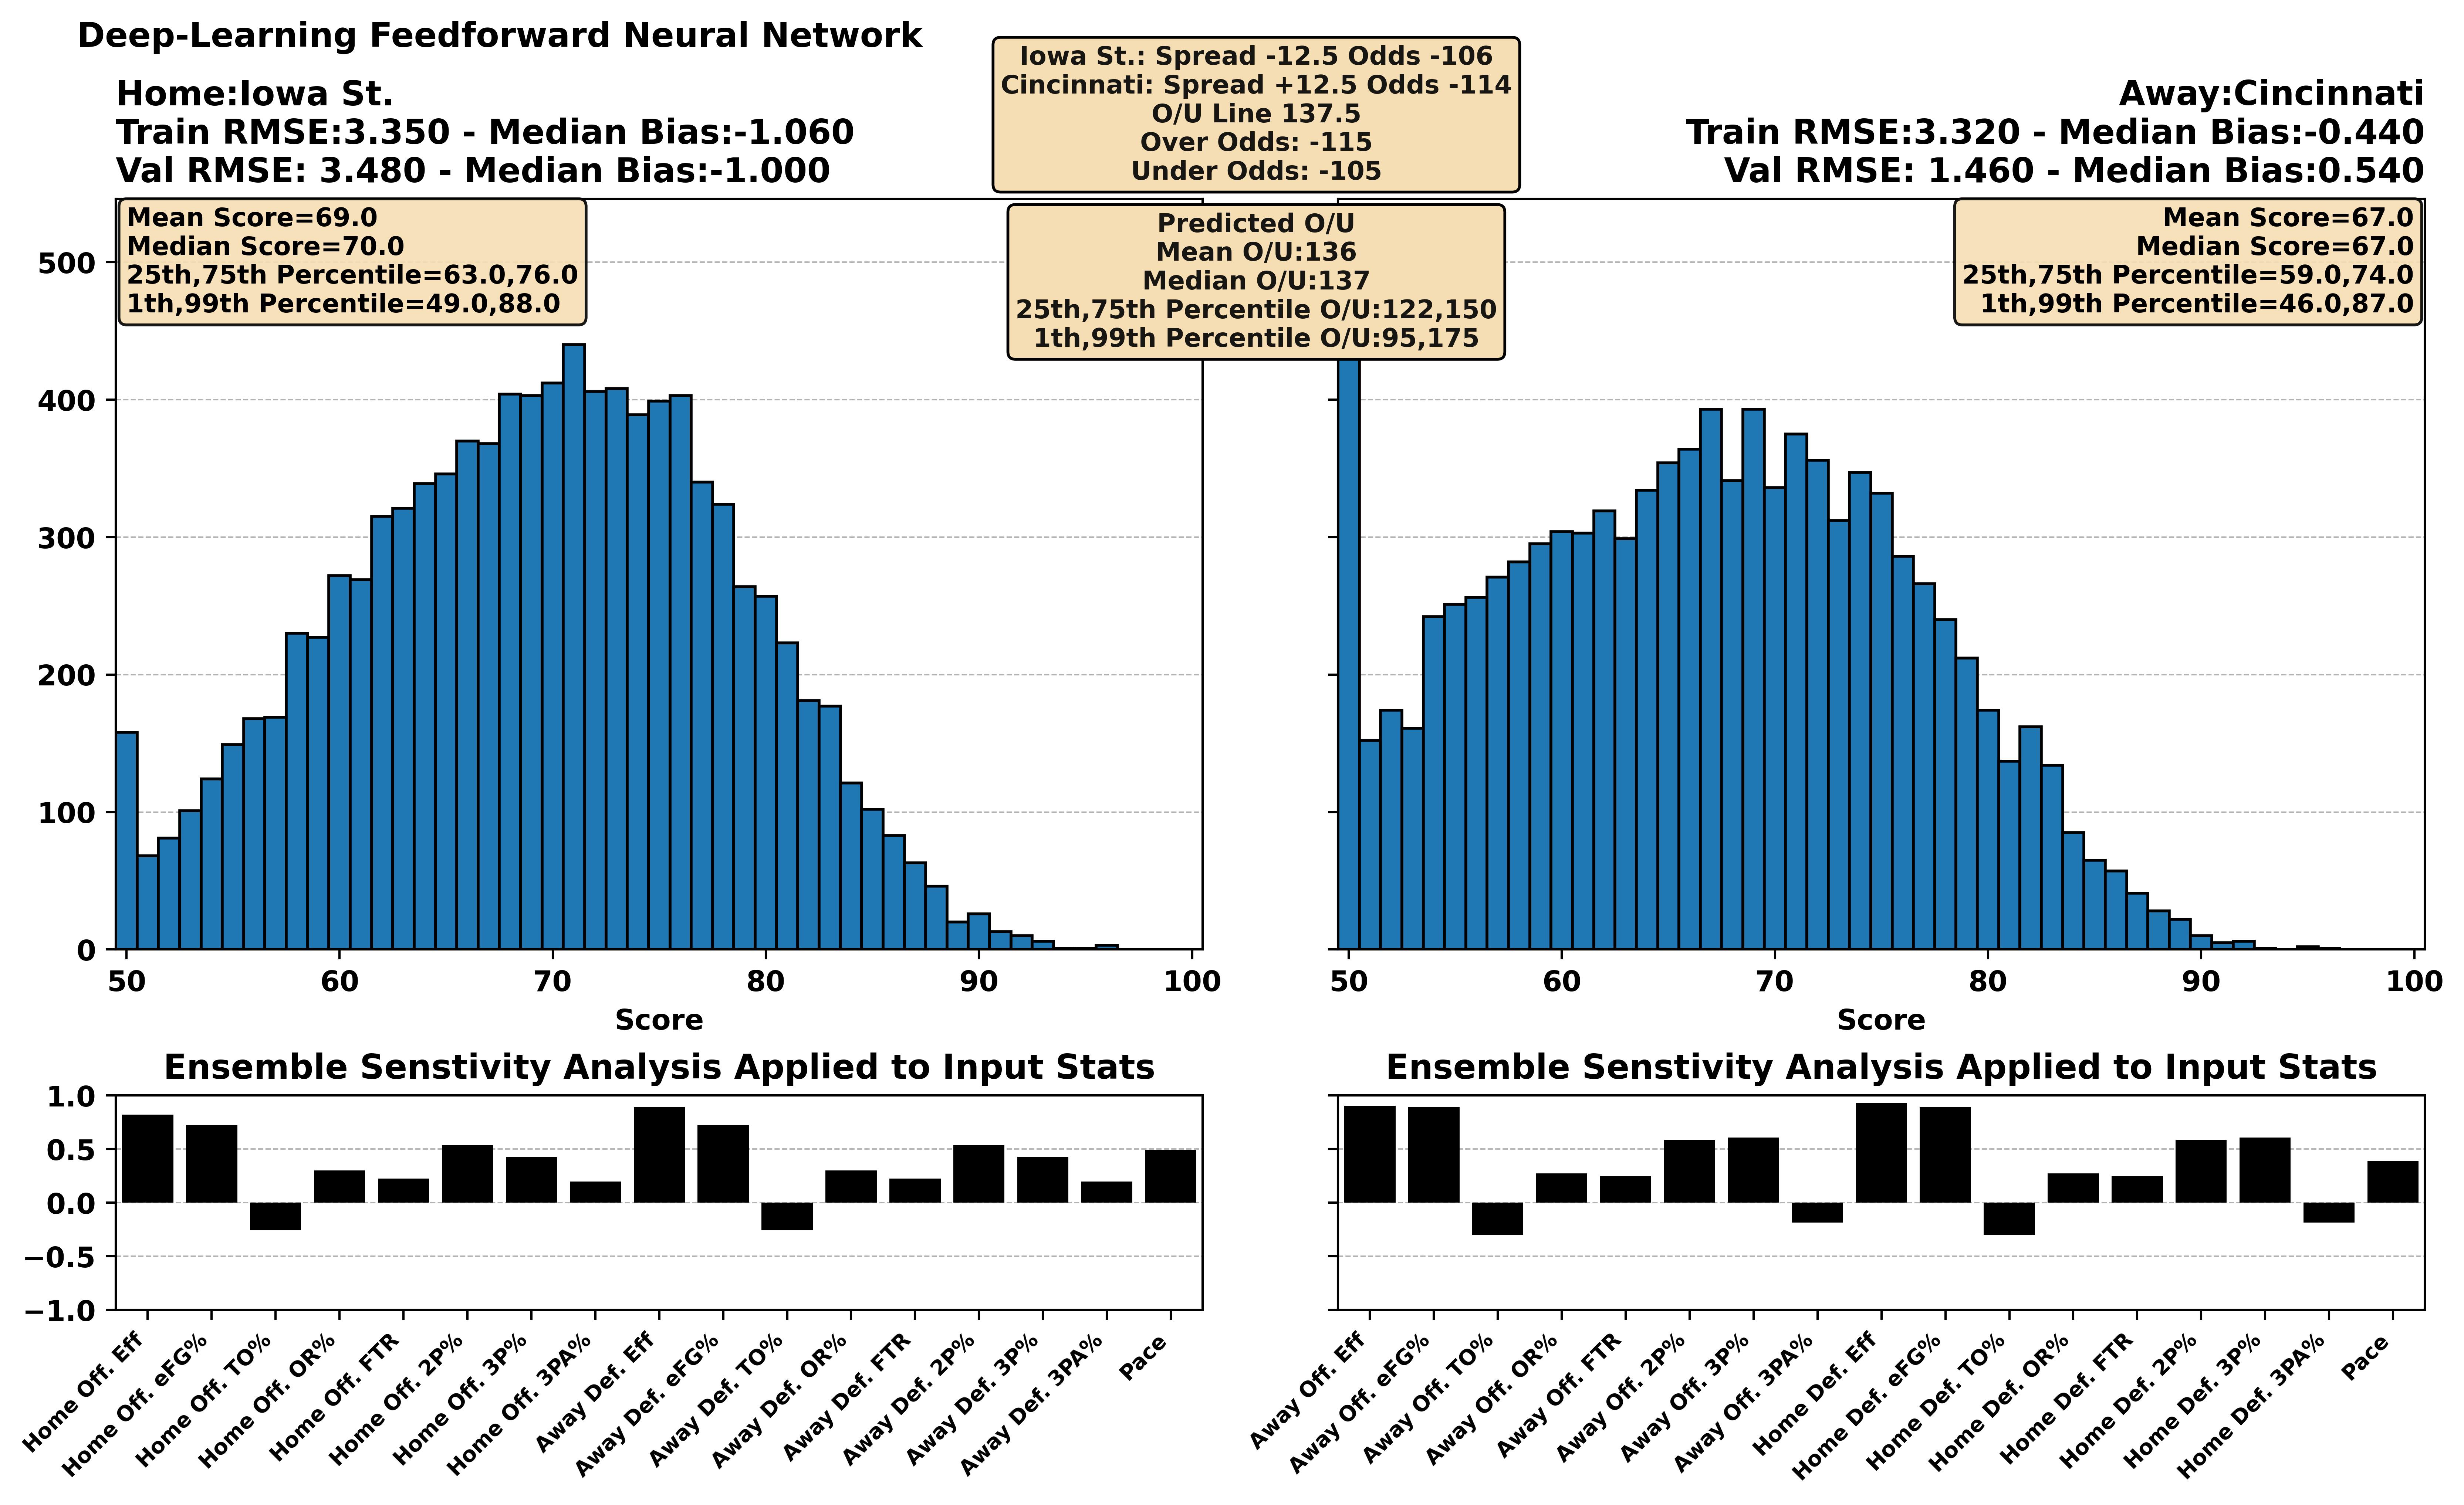 Deep-Learning Feedforward Neural Network
Home:Iowa St.
Train RMSE:3.350 - Median Bias:-1.060
Val RMSE: 3.480 - Median Bias:-1.000
Iowa St.: Spread -12.5 Odds -106
Cincinnati: Spread +12.5 Odds -114
O/U Line 137.5
Over Odds: -115
Under Odds: -105
Away:Cincinnati
Train RMSE:3.320 - Median Bias:-0.440
Val RMSE: 1.460 - Median Bias:0.540
Mean Score=69.0
Median Score=70.0
25th,75th Percentile=63.0,76.0
1th,99th Percentile=49.0,88.0
Predicted O/U
Mean O/U:136
Median O/U:137
25th,75th Percentile O/U:122,150
1th,99th Percentile O/U:95,175
Mean Score=67.0
Median Score=67.0
25th,75th Percentile=59.0,74.0
1th,99th Percentile=46.0,87.0
500
400
300
200
100
0
50 60 70 80 90 100
Score
50 60 70 80 90 100
Score
Ensemble Senstivity Analysis Applied to Input Stats
1.0
0.5
0.0
−0.5
−1.0
Home Off. Eff
Home Off. eFG%
Home Off. TO%
Home Off. OR%
Home Off. FTR
Home Off. 2P%
Home Off. 3P%
Home Off. 3PA%
Away Def. Eff
Away Def. eFG%
Away Def. TO%
Away Def. OR%
Away Def. FTR
Away Def. 2P%
Away Def. 3P%
Away Def. 3PA%
Pace
Ensemble Senstivity Analysis Applied to Input Stats
Away Off. Eff
Away Off. eFG%
Away Off. TO%
Away Off. OR%
Away Off. FTR
Away Off. 2P%
Away Off. 3P%
Away Off. 3PA%
Home Def. Eff
Home Def. eFG%
Home Def. TO%
Home Def. OR%
Home Def. FTR
Home Def. 2P%
Home Def. 3P%
Home Def. 3PA%
Pace